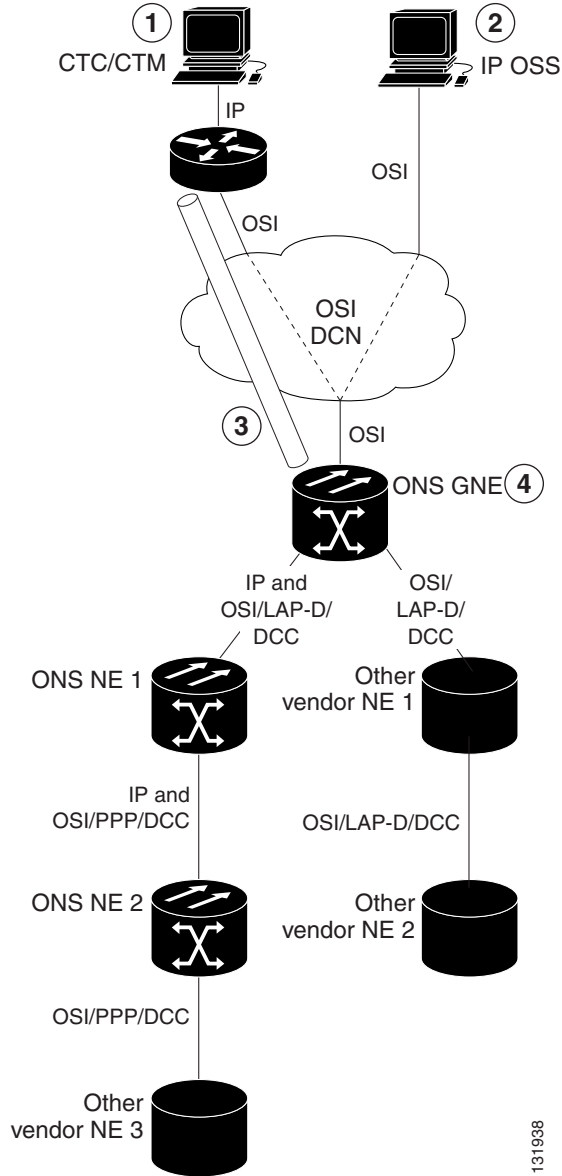 1
2
CTC/CTM
IP OSS
IP
OSI
OSI
OSI
DCN
3
OSI
ONS GNE
4
IP and
OSI/LAP-D/
DCC
OSI/
LAP-D/
DCC
ONS NE 1
Other
vendor NE 1
IP and
OSI/PPP/DCC
OSI/LAP-D/DCC
ONS NE 2
Other
vendor NE 2
OSI/PPP/DCC
Other
vendor NE 3
131938